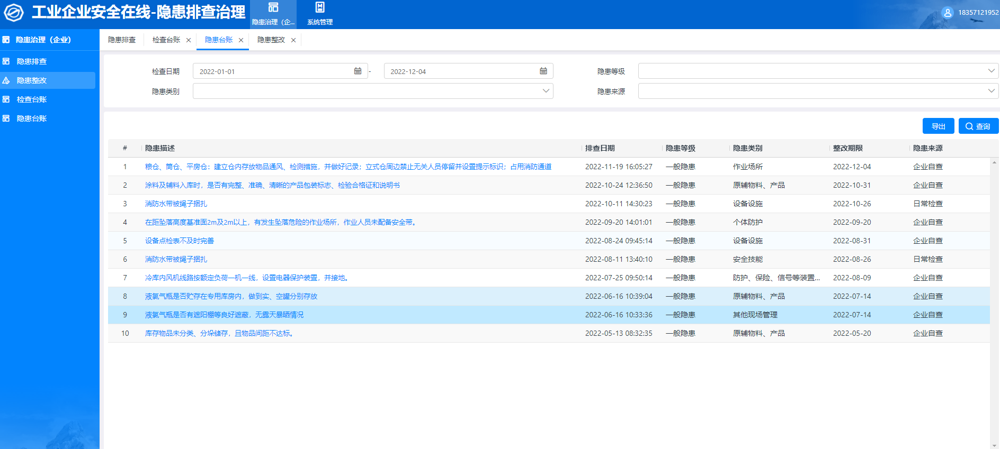 工业企业安全在线-隐患排查治理
隐患治理（企...
系统管理
18357121952
隐患治理（企业）
隐患排查
隐患整改
检查台账
隐患台账
隐患排查 检查台账 × 隐患台账 × 隐患整改 ×
检查日期 2022-01-01 - 2022-12-04 隐患等级
隐患类别 隐患来源
导出 查询
# 隐患描述 排查日期 隐患等级 隐患类别 整改期限 隐患来源
1 粮仓、筒仓、平房仓：建立仓内存放物品通风、检测措施，并做好记录；立式仓周边禁止无关人员停留并设置提示标识；占用消防通道 2022-11-19 16:05:27 一般隐患 作业场所 2022-12-04 企业自查
2 涂料及辅料入库时，是否有完整、准确、清晰的产品包装标志、检验合格证和说明书 2022-10-24 12:36:50 一般隐患 原辅物料、产品 2022-10-31 企业自查
3 消防水带被绳子捆扎 2022-10-11 14:30:23 一般隐患 设备设施 2022-10-26 日常检查
4 在距坠落高度基准面2m及2m以上，有发生坠落危险的作业场所，作业人员未配备安全带。 2022-09-20 14:01:01 一般隐患 个体防护 2022-09-20 企业自查
5 设备点检表不及时完善 2022-08-24 09:45:14 一般隐患 设备设施 2022-08-31 企业自查
6 消防水带被绳子捆扎 2022-08-11 13:40:10 一般隐患 安全技能 2022-08-26 日常检查
7 冷库内风机线路按额定负荷一机一线，设置电器保护装置，并接地。 2022-07-25 09:50:14 一般隐患 防护、保险、信号等装置... 2022-08-09 企业自查
8 液氯气瓶是否贮存在专用库房内，做到实、空罐分别存放 2022-06-16 10:39:04 一般隐患 原辅物料、产品 2022-07-14 企业自查
9 液氯气瓶是否有遮阳棚等良好遮蔽，无露天暴晒情况 2022-06-16 10:33:36 一般隐患 其他现场管理 2022-07-14 企业自查
10 库存物品未分类、分垛储存，且物品间距不达标。 2022-05-13 08:32:35 一般隐患 原辅物料、产品 2022-05-20 企业自查